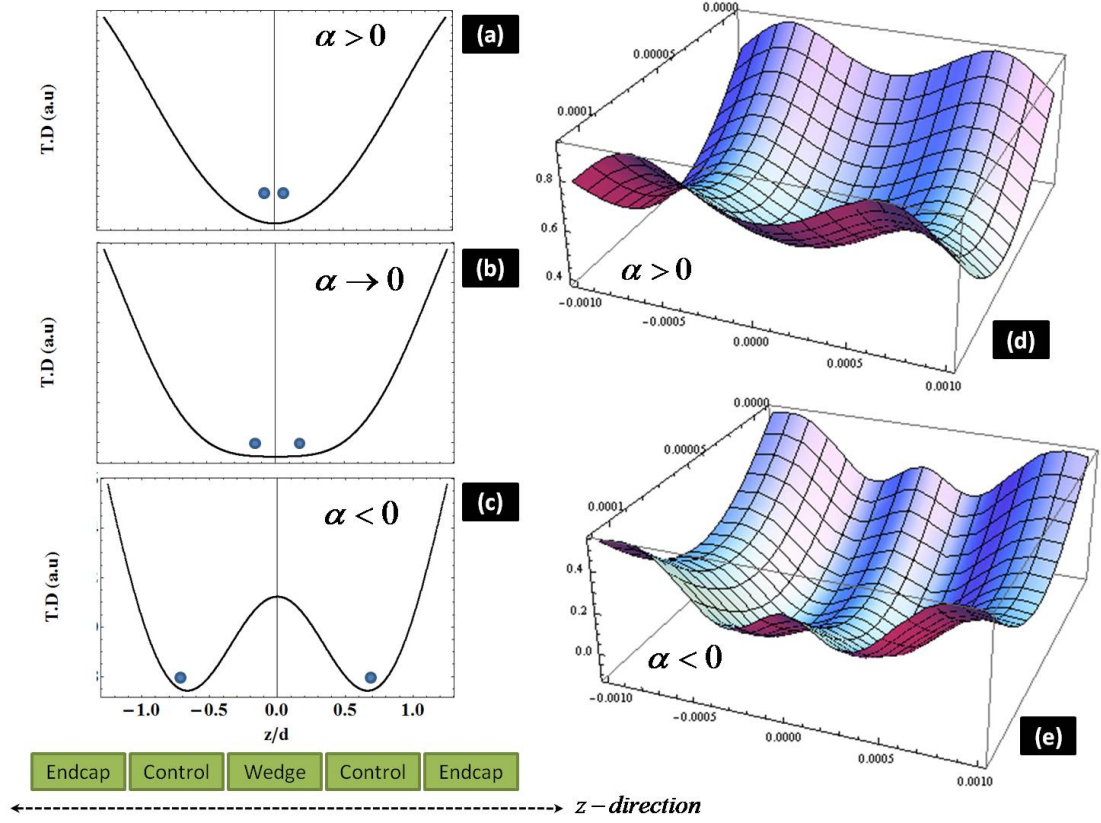 α > 0
(a)
T.D (a.u)
α → 0
(b)
T.D (a.u)
α < 0
(c)
T.D (a.u)
−1.0 −0.5 0.0 0.5 1.0
z/d
Endcap Control Wedge Control Endcap
z − direction
0.0000
0.00005
0.0001
0.8
0.6
0.4
α > 0
−0.0010
−0.0005
0.0000
0.0005
0.0010
(d)
0.0000
0.00005
0.0001
0.4
0.2
0.0
α < 0
−0.0010
−0.0005
0.0000
0.0005
0.0010
(e)